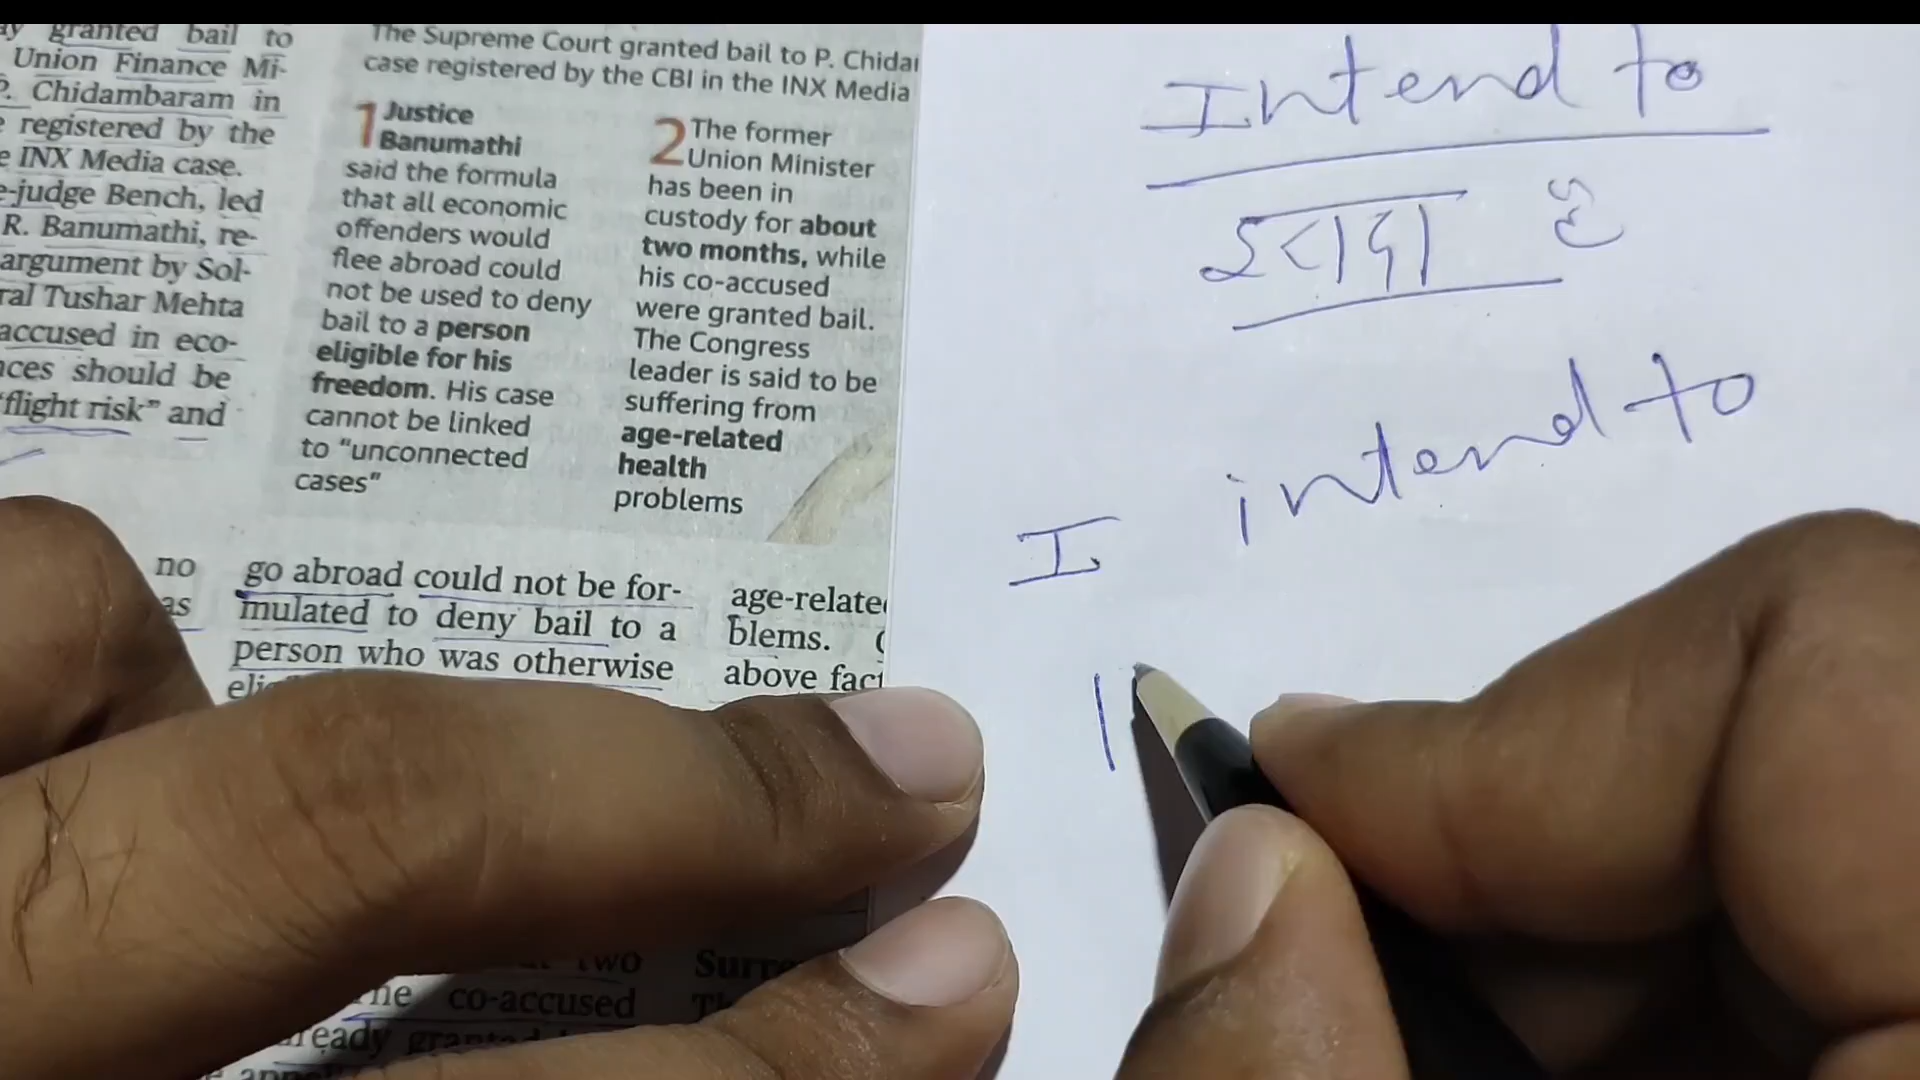 granted bail to
Union Finance Mi-
P. Chidambaram in
registered by the
INX Media case.
e-judge Bench, led
R. Banumathi, re-
argument by Sol-
ral Tushar Mehta
accused in eco-
nces should be
"flight risk" and
The Supreme Court granted bail to P. Chidar
case registered by the CBI in the INX Media
1 Justice
Banumathi
said the formula
that all economic
offenders would
flee abroad could
not be used to deny
bail to a person
eligible for his
freedom. His case
cannot be linked
to "unconnected
cases"
2 The former
Union Minister
has been in
custody for about
two months, while
his co-accused
were granted bail.
The Congress
leader is said to be
suffering from
age-related
health
problems
no
as
go abroad could not be for-
mulated to deny bail to a
person who was otherwise
age-relate
blems.
above fact
two
co-accused
Intend to
इरादा है
I intend to